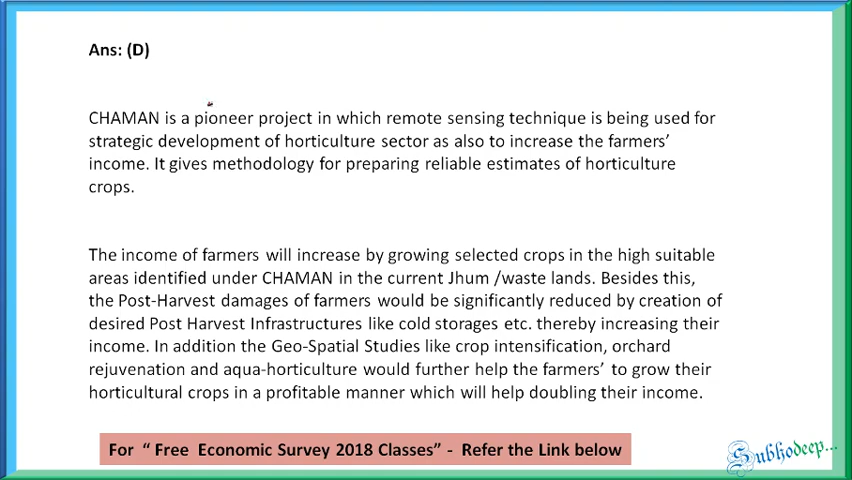 Ans: (D)
CHAMAN is a pioneer project in which remote sensing technique is being used for
strategic development of horticulture sector as also to increase the farmers’
income. It gives methodology for preparing reliable estimates of horticulture
crops.
The income of farmers will increase by growing selected crops in the high suitable
areas identified under CHAMAN in the current Jhum /waste lands. Besides this,
the Post-Harvest damages of farmers would be significantly reduced by creation of
desired Post Harvest Infrastructures like cold storages etc. thereby increasing their
income. In addition the Geo-Spatial Studies like crop intensification, orchard
rejuvenation and aqua-horticulture would further help the farmers’ to grow their
horticultural crops in a profitable manner which will help doubling their income.
For “ Free Economic Survey 2018 Classes” - Refer the Link below
Subhodeep...